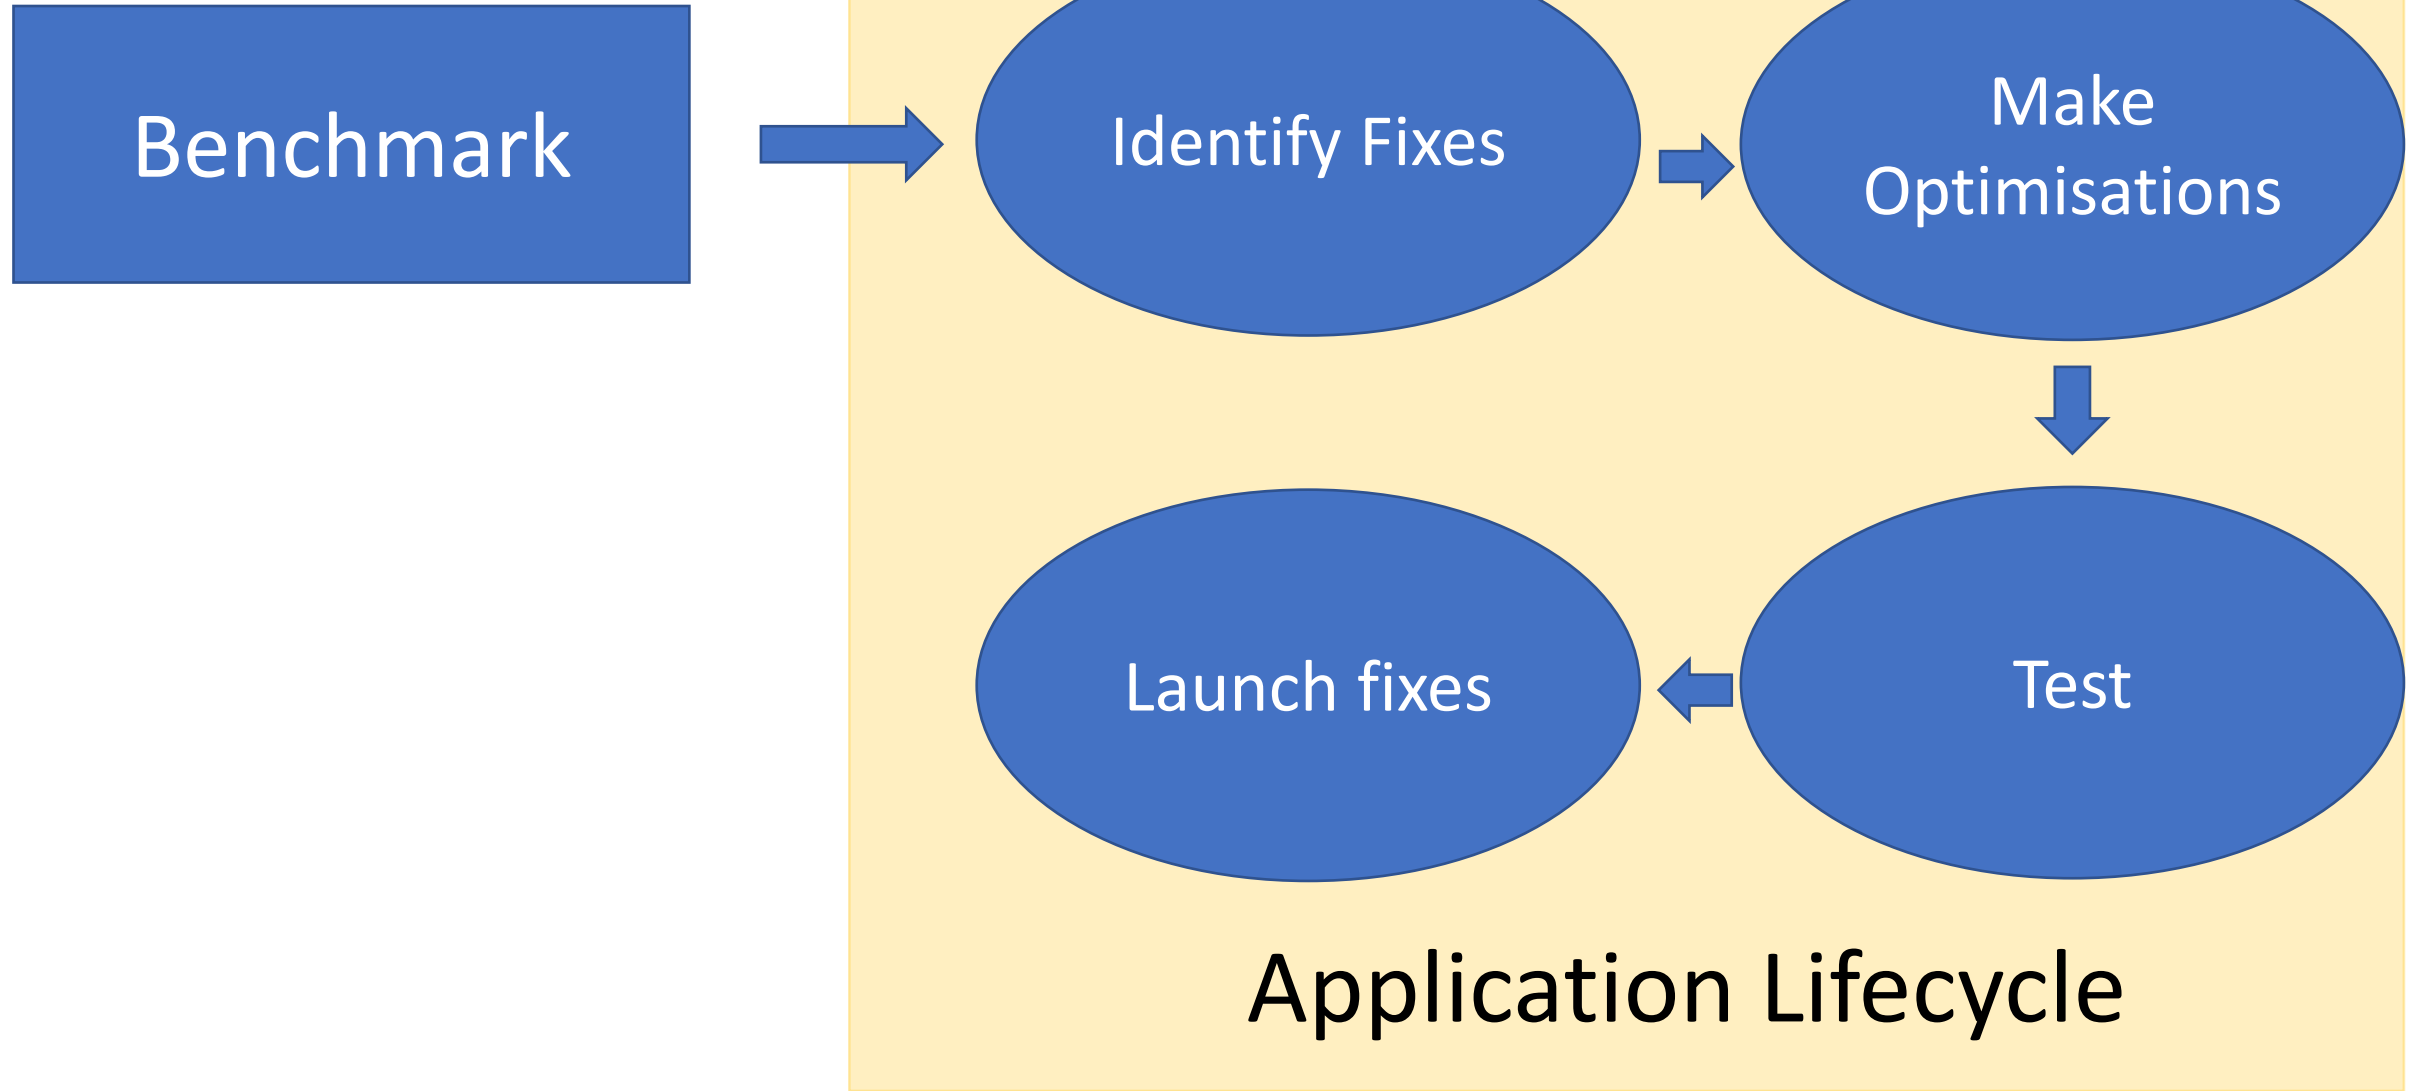 Benchmark
Identify Fixes
Make
Optimisations
Launch fixes
Test
Application Lifecycle